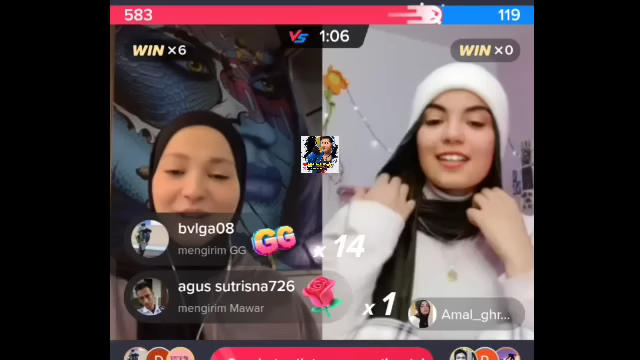 583
119
VS 1:06
WIN ×6
WIN ×0
bvlga08
mengirim GG
GG
x 14
agus sutrisna726
mengirim Mawar
x 1
Amal_ghr...